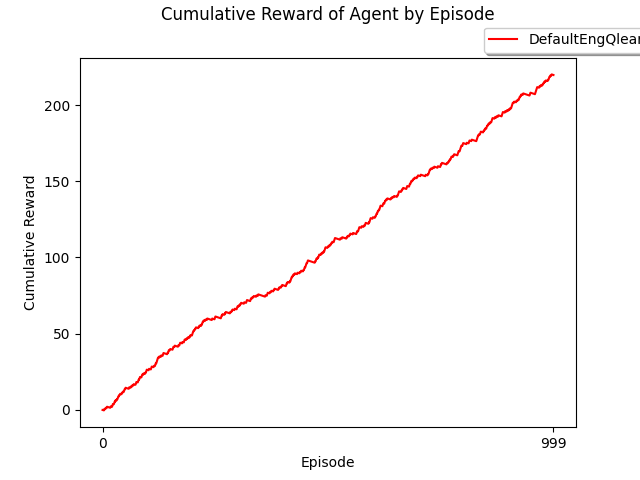 Cumulative Reward of Agent by Episode
DefaultEngQlear
200
150
100
50
0
Cumulative Reward
0
999
Episode